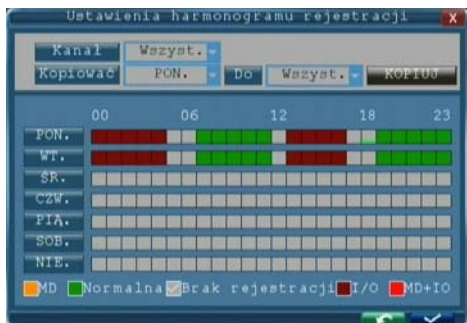 Ustawienia harmonogramu rejestracji X
Kanał Wszyst.
Kopiować PON. Do Wszyst. KOPIUJ
00 06 12 18 23
PON.
WT.
ŚR.
CZW.
PIĄ.
SOB.
NIE.
MD Normalna Brak rejestracji I/O MD+IO